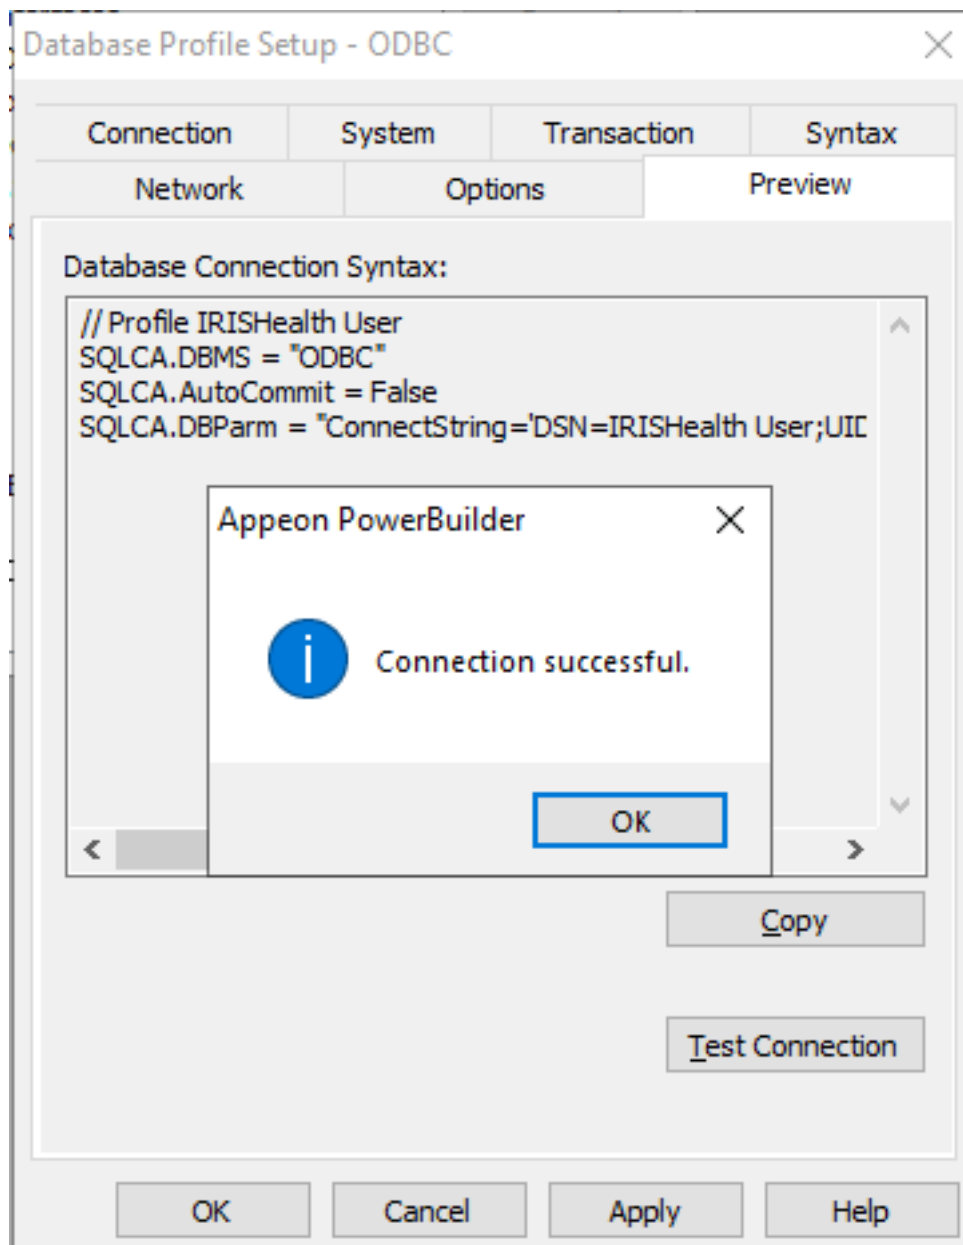 Database Profile Setup - ODBC
Connection System Transaction Syntax
Network Options Preview
Database Connection Syntax:
// Profile IRISHealth User
SQLCA.DBMS = "ODBC"
SQLCA.AutoCommit = False
SQLCA.DBParm = "ConnectString='DSN=IRISHealth User;UID
Appeon PowerBuilder
Connection successful.
OK
Copy
Test Connection
OK Cancel Apply Help